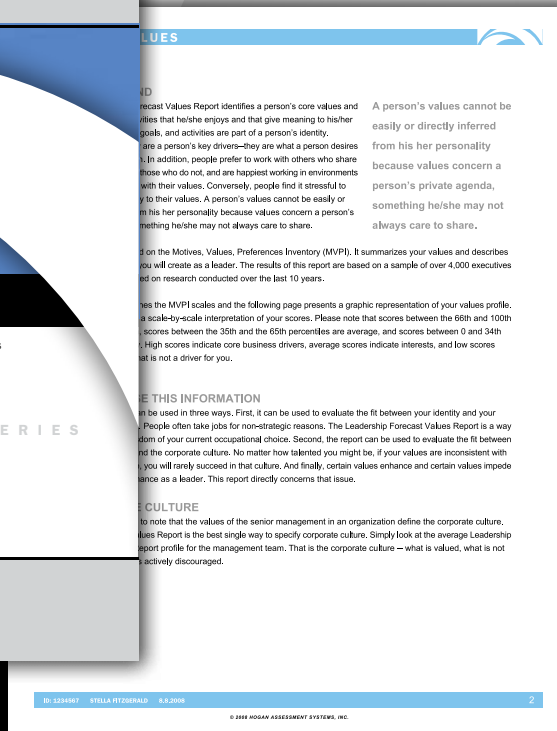 LUES
ND
recast Values Report identifies a person's core values and
vities that he/she enjoys and that give meaning to his/her
goals, and activities are part of a person's identity.
are a person's key drivers—they are what a person desires
n. In addition, people prefer to work with others who share
those who do not, and are happiest working in environments
with their values. Conversely, people find it stressful to
y to their values. A person's values cannot be easily or
m his her personality because values concern a person's
mething he/she may not always care to share.
A person's values cannot be
easily or directly inferred
from his her personality
because values concern a
person's private agenda,
something he/she may not
always care to share.
d on the Motives, Values, Preferences Inventory (MVPI). It summarizes your values and describes
you will create as a leader. The results of this report are based on a sample of over 4,000 executives
ed on research conducted over the last 10 years.
nes the MVPI scales and the following page presents a graphic representation of your values profile.
a scale-by-scale interpretation of your scores. Please note that scores between the 66th and 100th
, scores between the 35th and the 65th percentiles are average, and scores between 0 and 34th
. High scores indicate core business drivers, average scores indicate interests, and low scores
hat is not a driver for you.
S
ERIES
SE THIS INFORMATION
an be used in three ways. First, it can be used to evaluate the fit between your identity and your
. People often take jobs for non-strategic reasons. The Leadership Forecast Values Report is a way
dom of your current occupational choice. Second, the report can be used to evaluate the fit between
nd the corporate culture. No matter how talented you might be, if your values are inconsistent with
, you will rarely succeed in that culture. And finally, certain values enhance and certain values impede
ance as a leader. This report directly concerns that issue.
E CULTURE
to note that the values of the senior management in an organization define the corporate culture.
alues Report is the best single way to specify corporate culture. Simply look at the average Leadership
eport profile for the management team. That is the corporate culture — what is valued, what is not
s actively discouraged.
ID: 1234567 STELLA FITZGERALD 8.8.2008 2
© 2008 HOGAN ASSESSMENT SYSTEMS, INC.